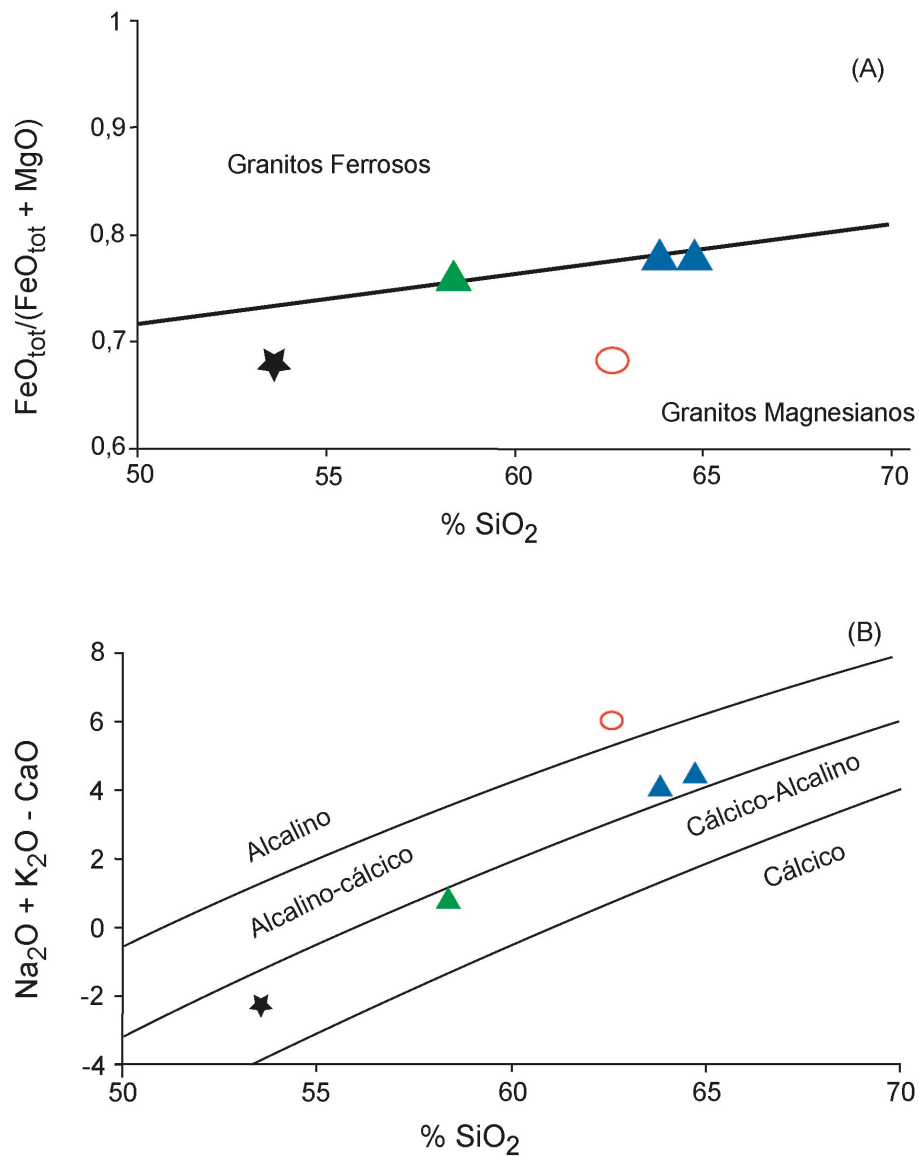 (A)
FeO_tot/(FeO_tot + MgO)
1
0,9
0,8
0,7
0,6
Granitos Ferrosos
Granitos Magnesianos
50 55 60 65 70
% SiO₂
(B)
Na₂O + K₂O - CaO
8
6
4
2
0
-2
-4
Alcalino
Alcalino-cálcico
Cálcico-Alcalino
Cálcico
50 55 60 65 70
% SiO₂